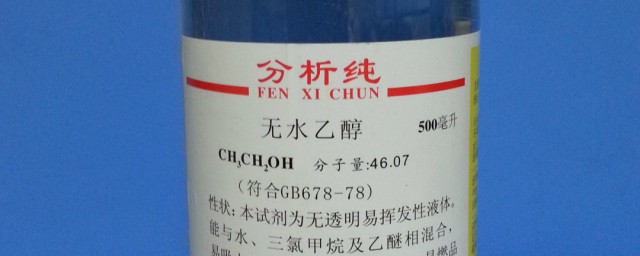 分析纯
FEN XI CHUN
无水乙醇 500毫升
CH₃CH₂OH 分子量:46.07
(符合GB678-78)
性状:本试剂为无透明易挥发性液体。
能与水、三氯甲烷及乙醚相混合,